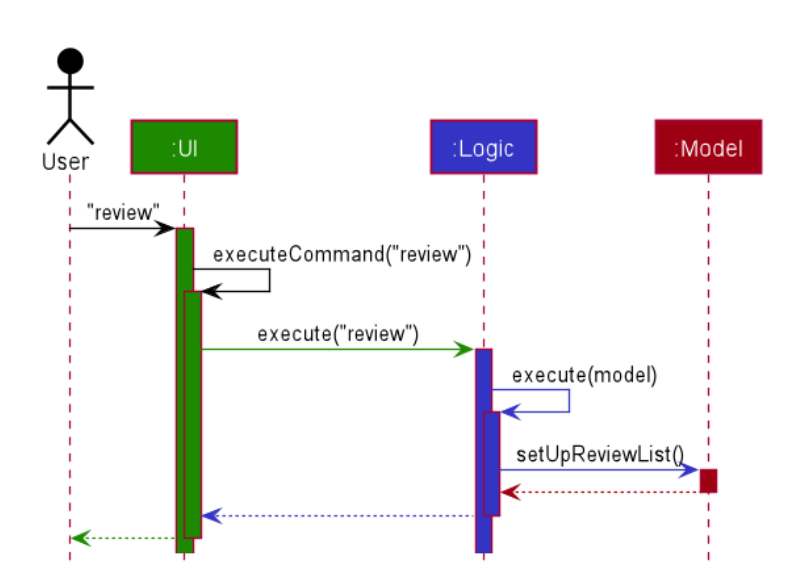 User
:UI
:Logic
:Model
"review"
executeCommand("review")
execute("review")
execute(model)
setUpReviewList()